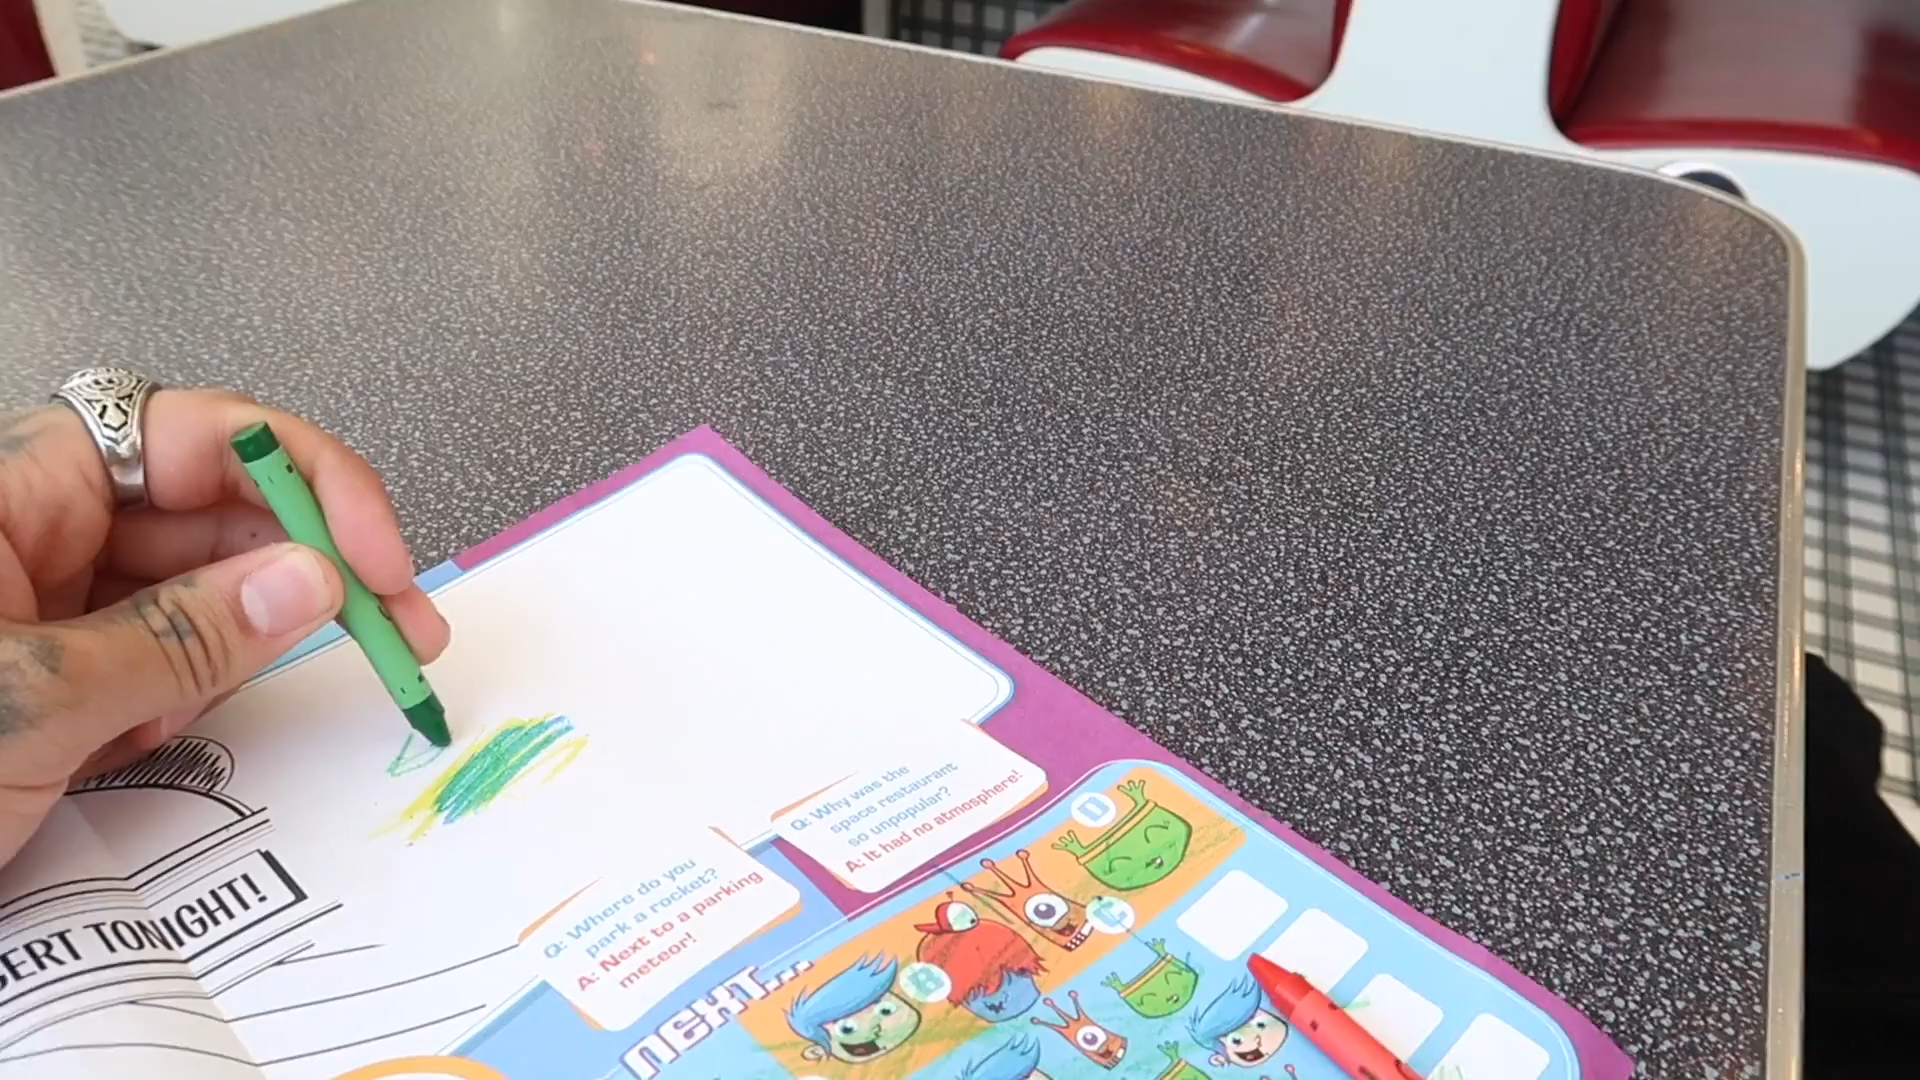 BERT TONIGHT!
Q: Where do you
park a rocket?
A: Next to a parking
meteor!
Q: Why was the
space restaurant
so unpopular?
A: It had no atmosphere!
NEXT...
B
C
D